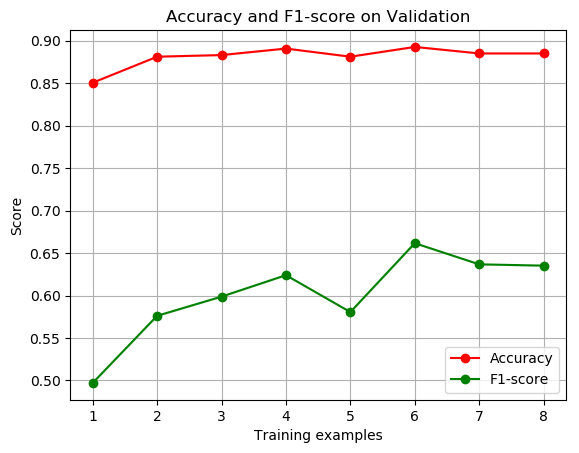 Accuracy and F1-score on Validation
0.90
0.85
0.80
0.75
0.70
0.65
0.60
0.55
0.50
Score
Accuracy
F1-score
1 2 3 4 5 6 7 8
Training examples